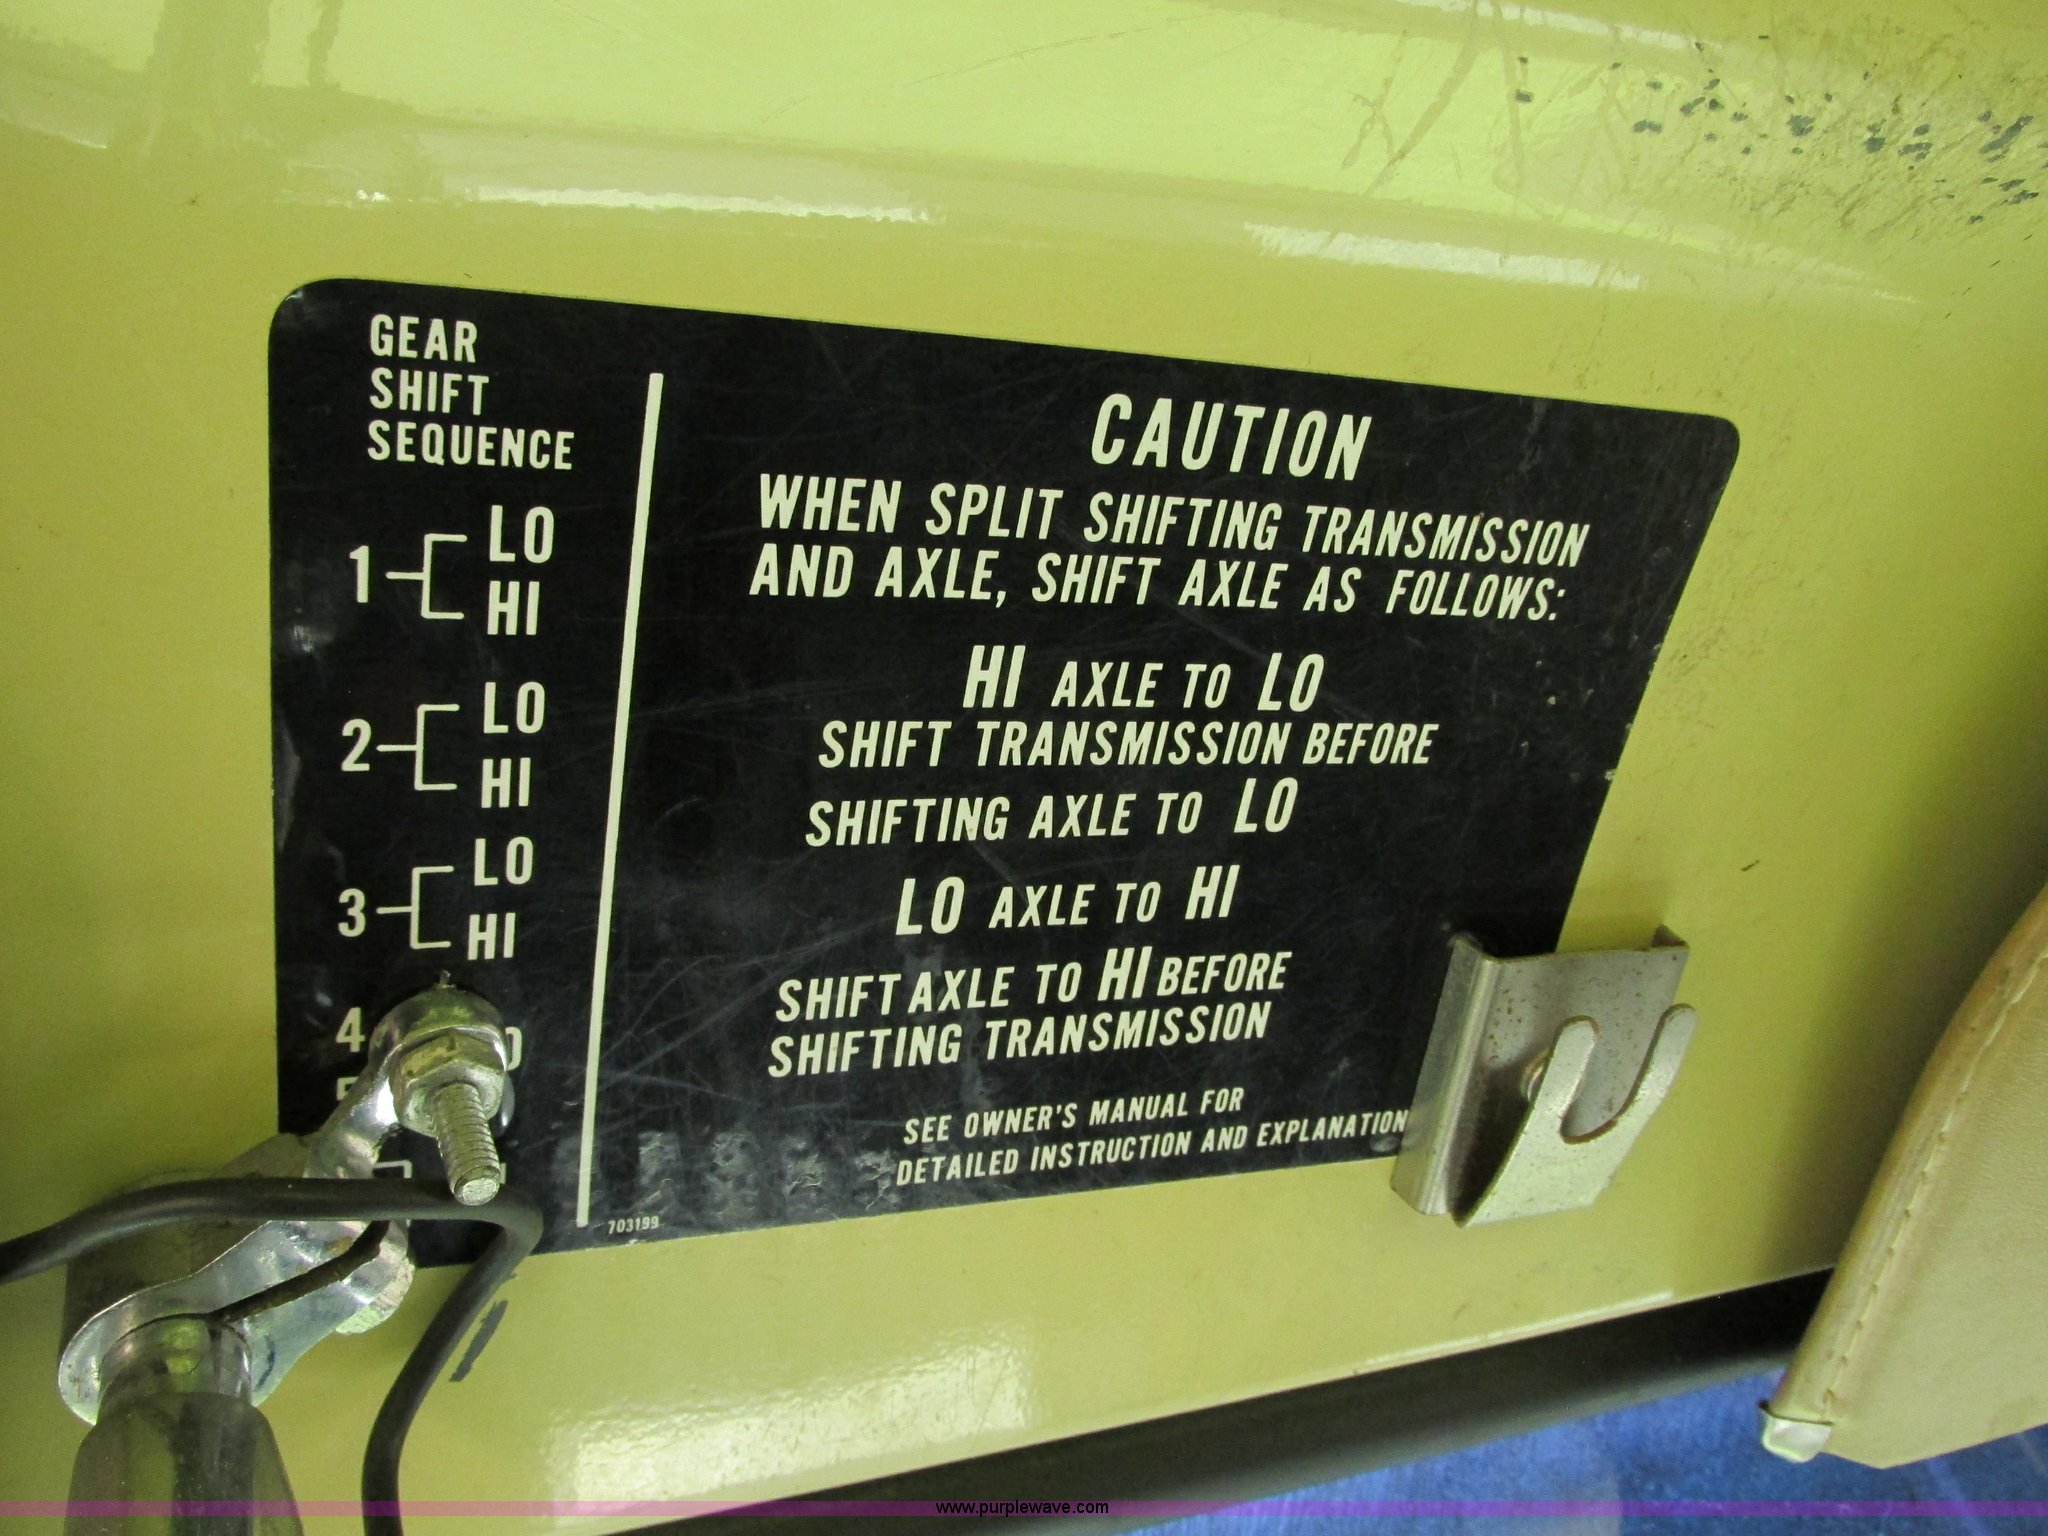 GEAR
SHIFT
SEQUENCE
1
LO
HI
2
LO
HI
3
LO
HI
4
CAUTION
WHEN SPLIT SHIFTING TRANSMISSION
AND AXLE, SHIFT AXLE AS FOLLOWS:
HI AXLE TO LO
SHIFT TRANSMISSION BEFORE
SHIFTING AXLE TO LO
LO AXLE TO HI
SHIFT AXLE TO HI BEFORE
SHIFTING TRANSMISSION
SEE OWNER'S MANUAL FOR
DETAILED INSTRUCTION AND EXPLANATION
703199
www.purplewave.com